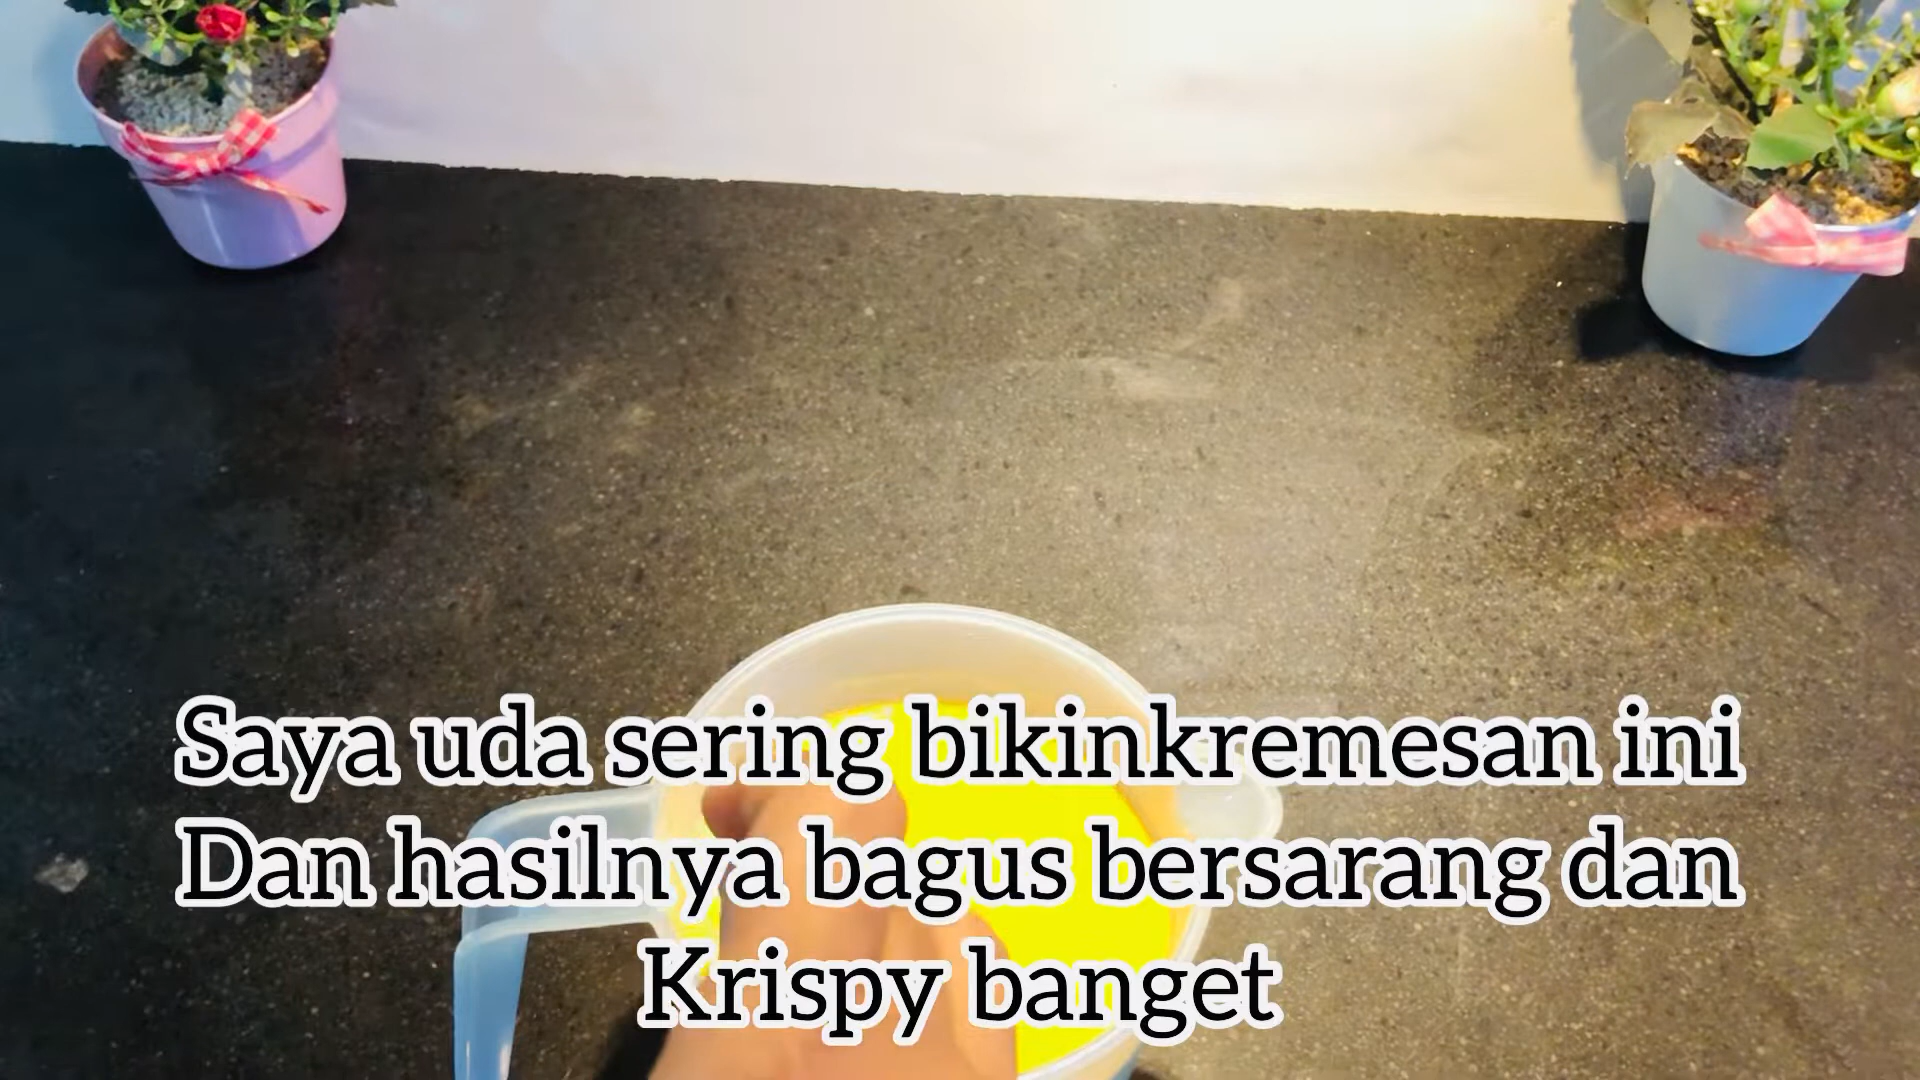 Saya uda sering bikinkremesan ini
Dan hasilnya bagus bersarang dan
Krispy banget